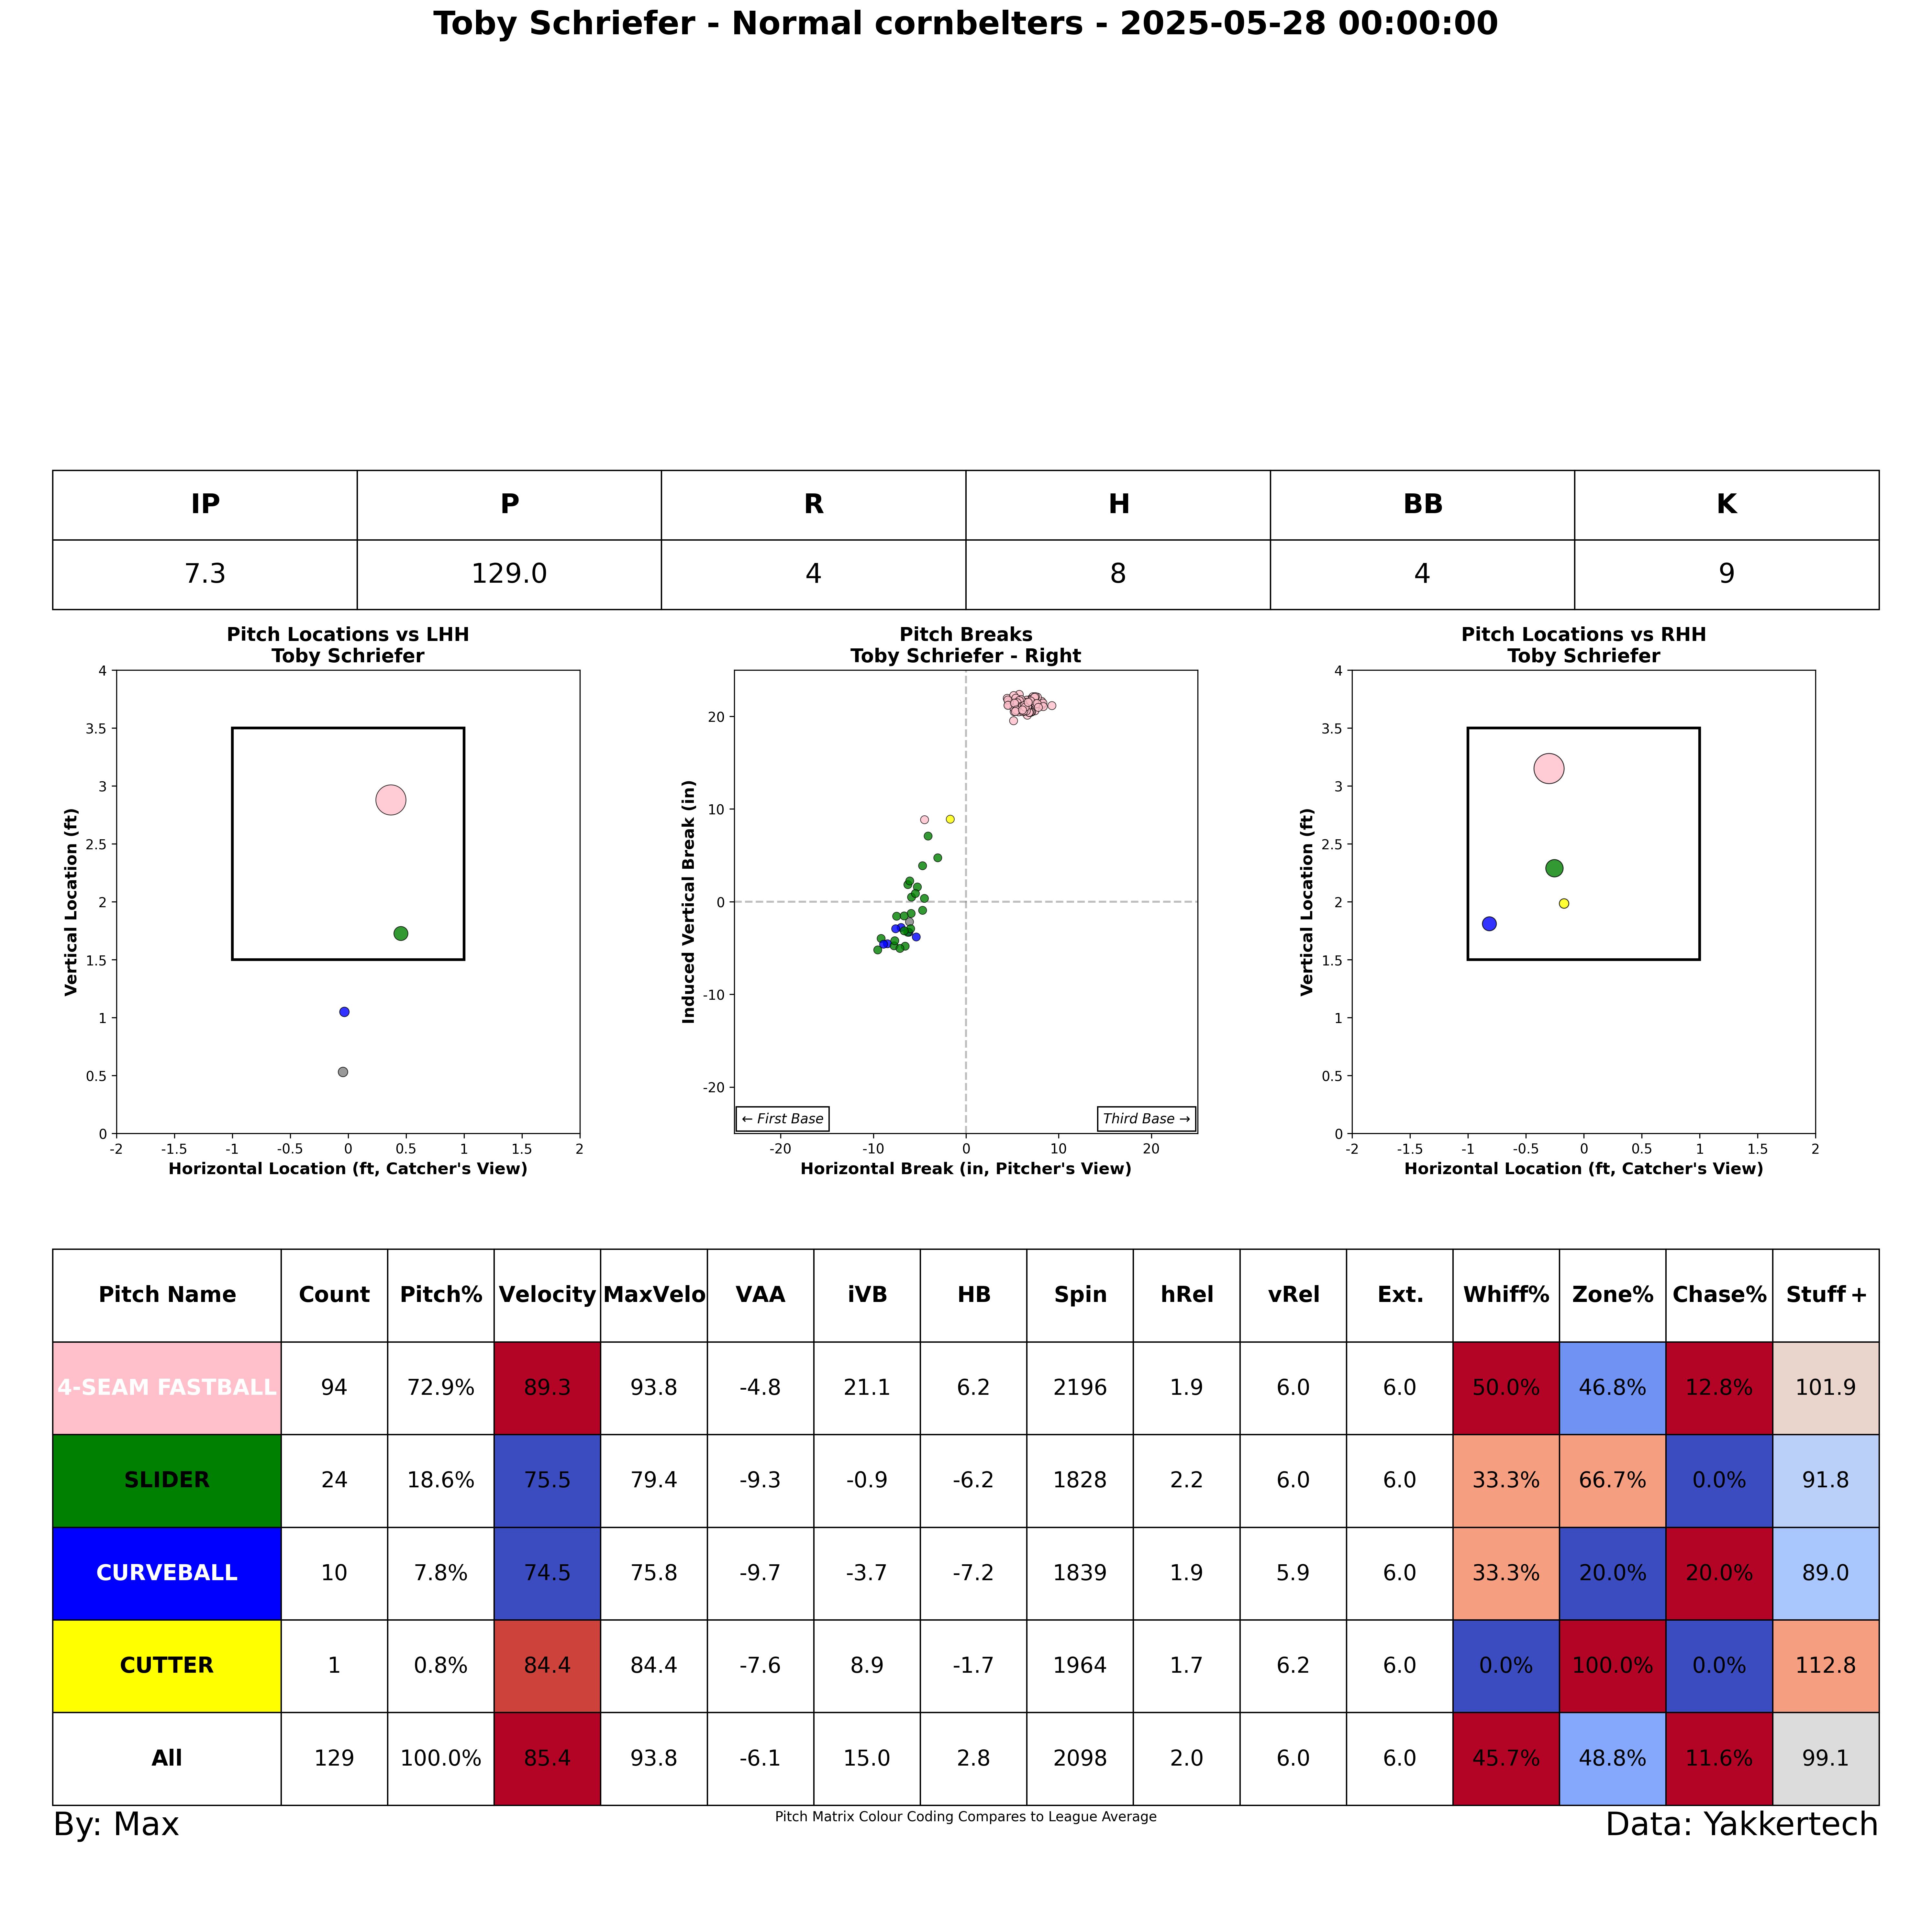 Toby Schriefer - Normal cornbelters - 2025-05-28 00:00:00
IP P R H BB K
7.3 129.0 4 8 4 9
Pitch Locations vs LHH
Toby Schriefer
4
3.5
3
2.5
2
1.5
1
0.5
0
-2 -1.5 -1 -0.5 0 0.5 1 1.5 2
Vertical Location (ft)
Horizontal Location (ft, Catcher's View)
Pitch Breaks
Toby Schriefer - Right
20
10
0
-10
-20
← First Base Third Base →
-20 -10 0 10 20
Induced Vertical Break (in)
Horizontal Break (in, Pitcher's View)
Pitch Locations vs RHH
Toby Schriefer
4
3.5
3
2.5
2
1.5
1
0.5
0
-2 -1.5 -1 -0.5 0 0.5 1 1.5 2
Vertical Location (ft)
Horizontal Location (ft, Catcher's View)
Pitch Name Count Pitch% Velocity MaxVelo VAA iVB HB Spin hRel vRel Ext. Whiff% Zone% Chase% Stuff+
4-SEAM FASTBALL 94 72.9% 89.3 93.8 -4.8 21.1 6.2 2196 1.9 6.0 6.0 50.0% 46.8% 12.8% 101.9
SLIDER 24 18.6% 75.5 79.4 -9.3 -0.9 -6.2 1828 2.2 6.0 6.0 33.3% 66.7% 0.0% 91.8
CURVEBALL 10 7.8% 74.5 75.8 -9.7 -3.7 -7.2 1839 1.9 5.9 6.0 33.3% 20.0% 20.0% 89.0
CUTTER 1 0.8% 84.4 84.4 -7.6 8.9 -1.7 1964 1.7 6.2 6.0 0.0% 100.0% 0.0% 112.8
All 129 100.0% 85.4 93.8 -6.1 15.0 2.8 2098 2.0 6.0 6.0 45.7% 48.8% 11.6% 99.1
By: Max
Pitch Matrix Colour Coding Compares to League Average
Data: Yakkertech